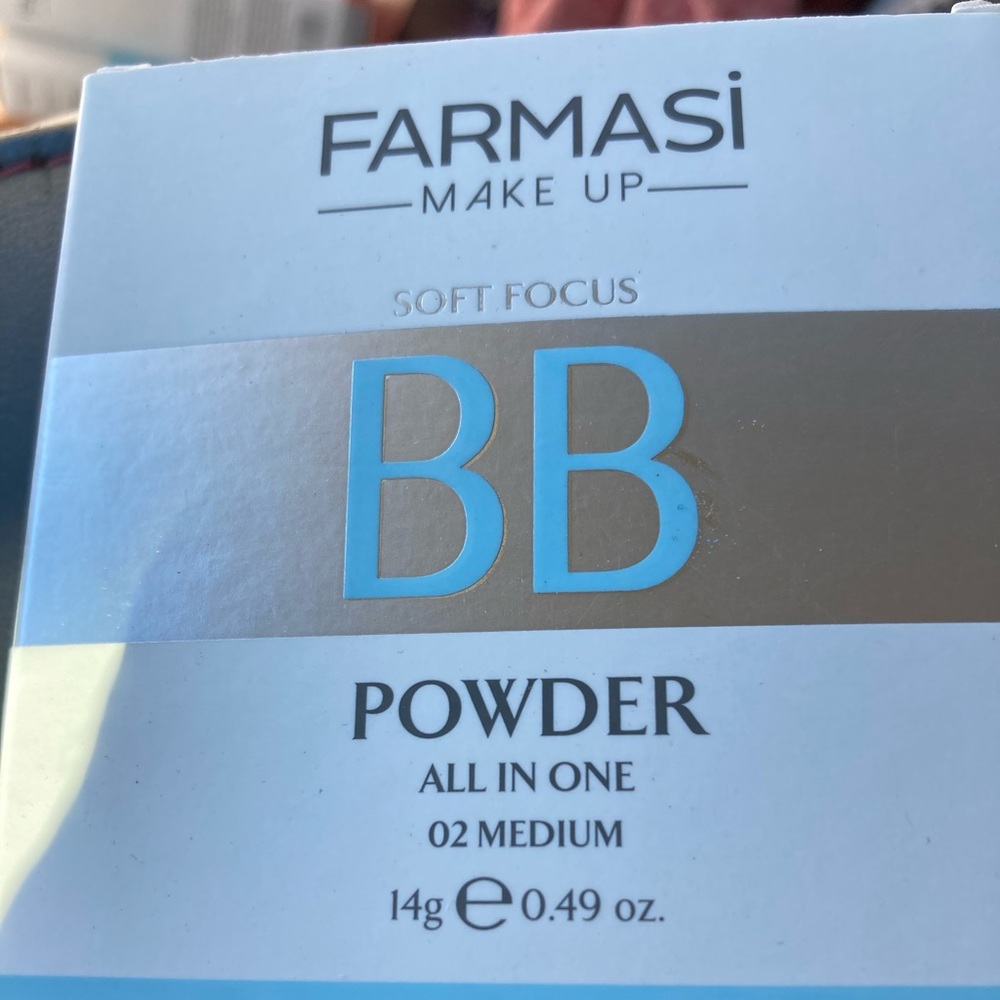 FARMASİ
MAKE UP
SOFT FOCUS
BB
POWDER
ALL IN ONE
02 MEDIUM
14g ℮ 0.49 oz.